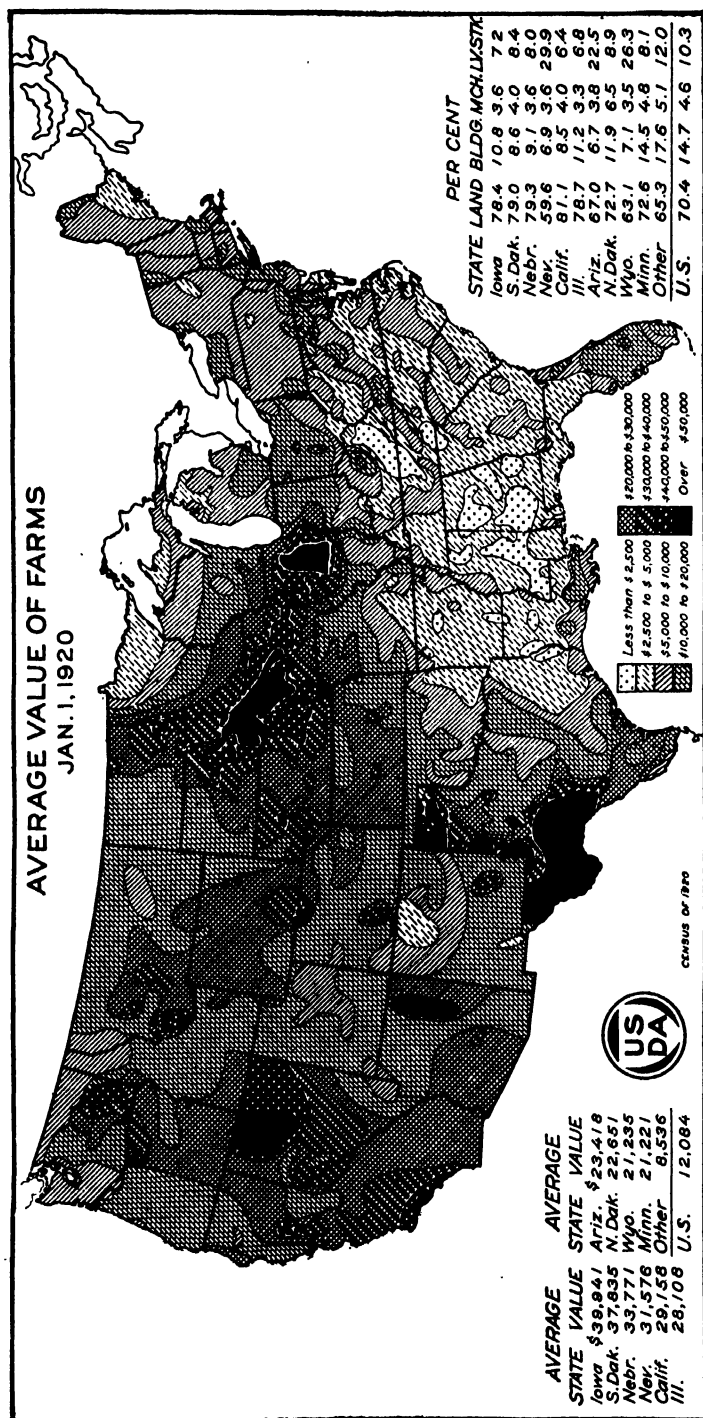 AVERAGE VALUE OF FARMS
JAN. 1, 1920
PER CENT
STATE LAND BLDG. MCH. LV.STK.
Iowa 78.4 10.8 3.6 7.2
S. Dak. 79.0 8.6 4.0 8.4
Nebr. 79.3 9.1 3.6 8.0
Nev. 59.6 6.9 3.6 29.9
Calif. 81.1 8.5 4.0 6.4
Ill. 78.7 11.2 3.3 6.8
Ariz. 67.0 6.7 3.8 22.5
N. Dak. 72.7 11.9 6.5 8.9
Wyo. 63.1 7.1 3.5 26.3
Minn. 72.6 14.5 4.8 8.1
Other 65.3 17.6 5.1 12.0
U.S. 70.4 14.7 4.6 10.3
Less than $2,500
$2,500 to $5,000
$5,000 to $10,000
$10,000 to $20,000
$20,000 to $30,000
$30,000 to $40,000
$40,000 to $50,000
Over $50,000
CENSUS OF 1920
US
DA
AVERAGE AVERAGE
STATE VALUE STATE VALUE
Iowa $39,941 Ariz. $23,418
S. Dak. 37,835 N. Dak. 22,651
Nebr. 33,771 Wyo. 21,235
Nev. 31,576 Minn. 21,221
Calif. 29,158 Other 8,536
Ill. 28,108 U.S. 12,084